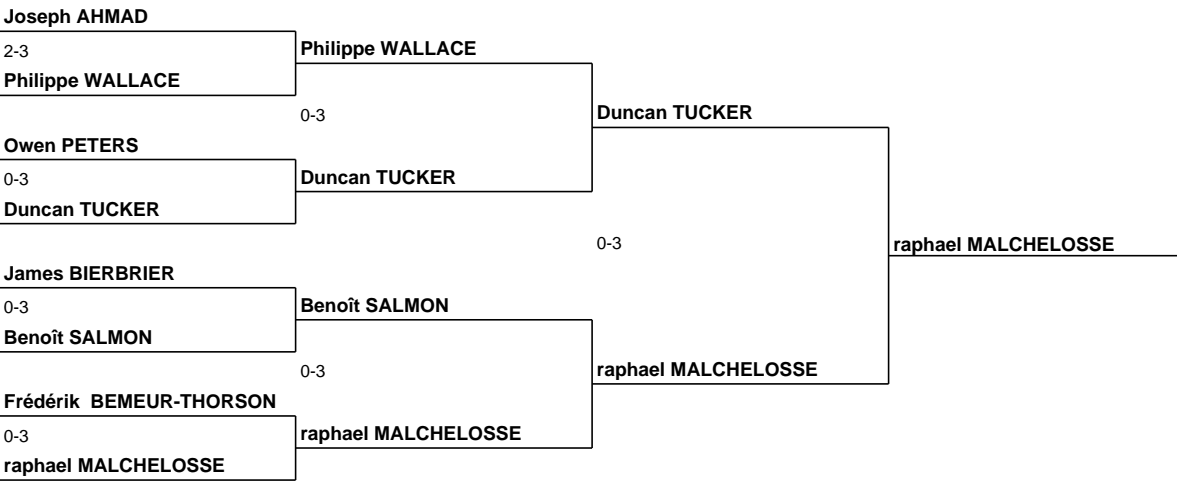 Joseph AHMAD
2-3
Philippe WALLACE
Philippe WALLACE
0-3
Duncan TUCKER
Owen PETERS
0-3
Duncan TUCKER
Duncan TUCKER
0-3
raphael MALCHELOSSE
James BIERBRIER
0-3
Benoît SALMON
Benoît SALMON
0-3
raphael MALCHELOSSE
Frédérik  BEMEUR-THORSON
0-3
raphael MALCHELOSSE
raphael MALCHELOSSE